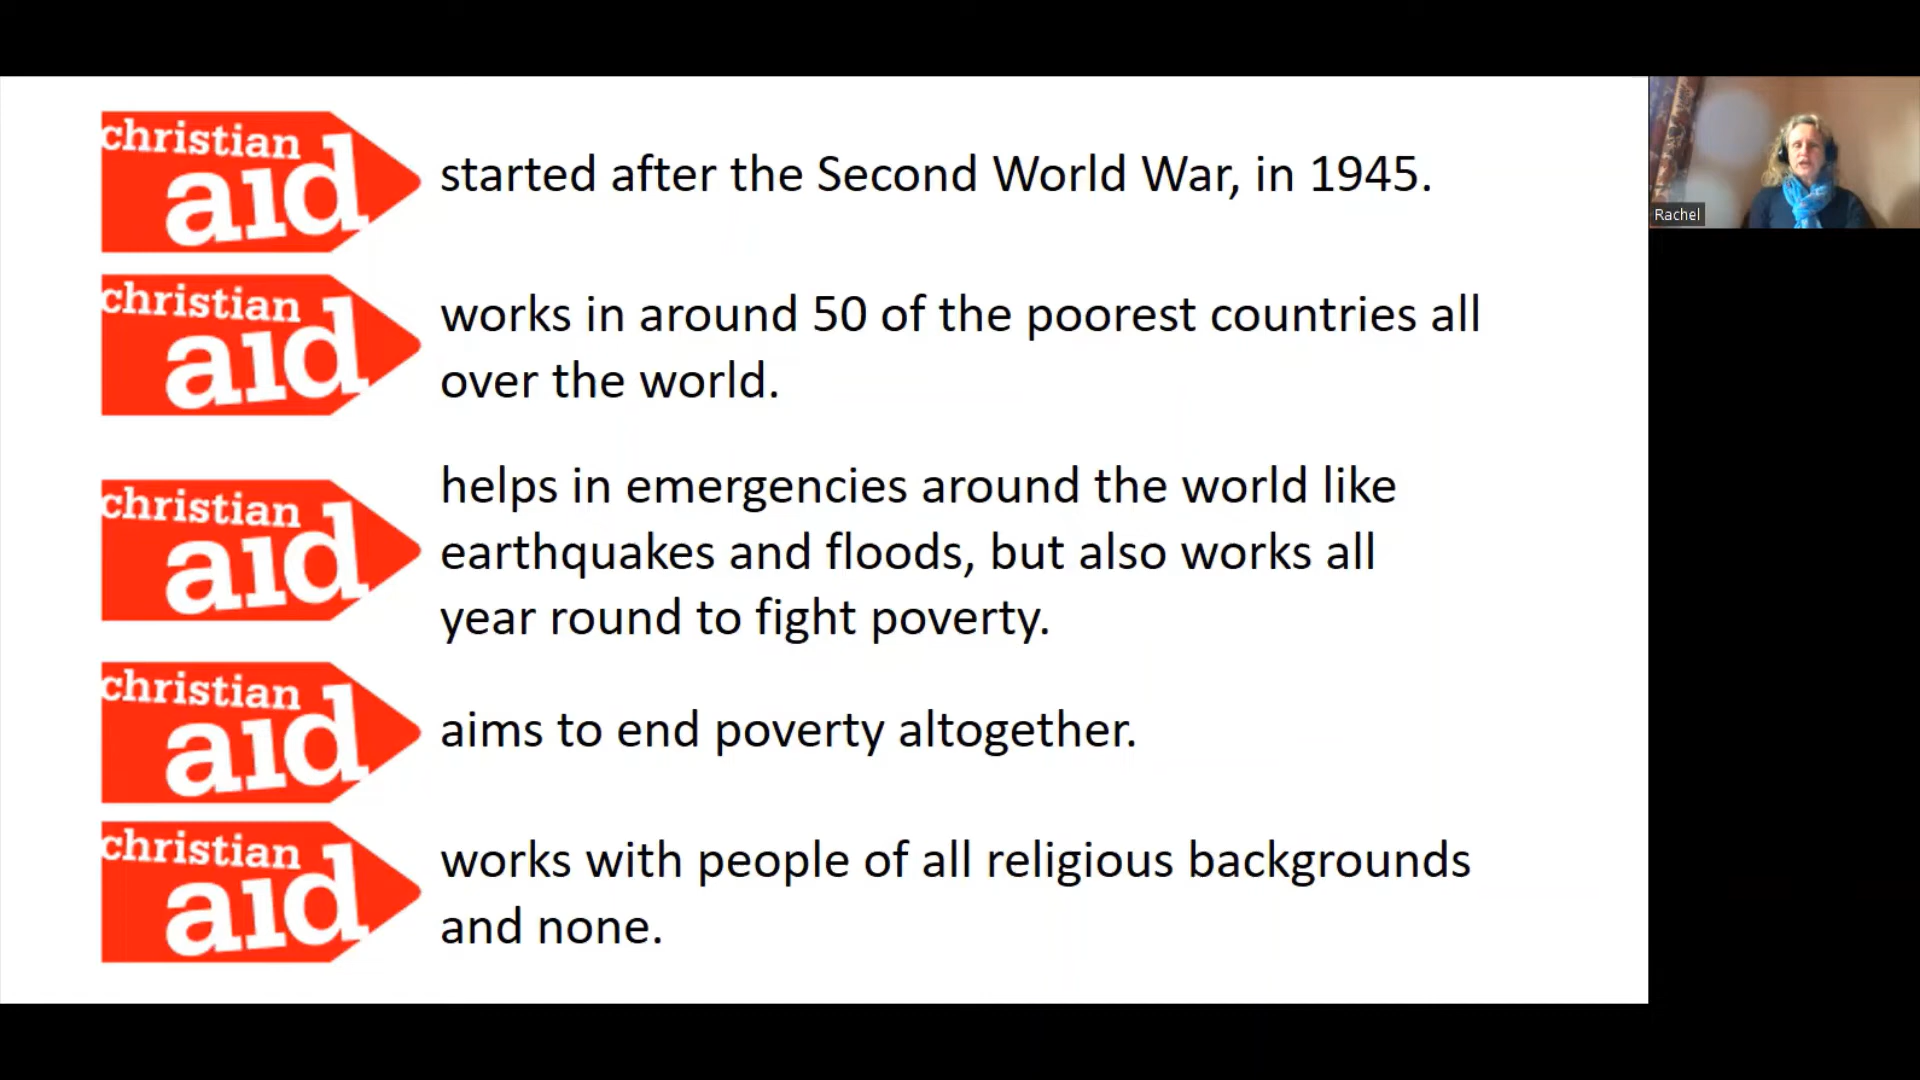 christian
aid
started after the Second World War, in 1945.
christian
aid
works in around 50 of the poorest countries all
over the world.
christian
aid
helps in emergencies around the world like
earthquakes and floods, but also works all
year round to fight poverty.
christian
aid
aims to end poverty altogether.
christian
aid
works with people of all religious backgrounds
and none.
Rachel